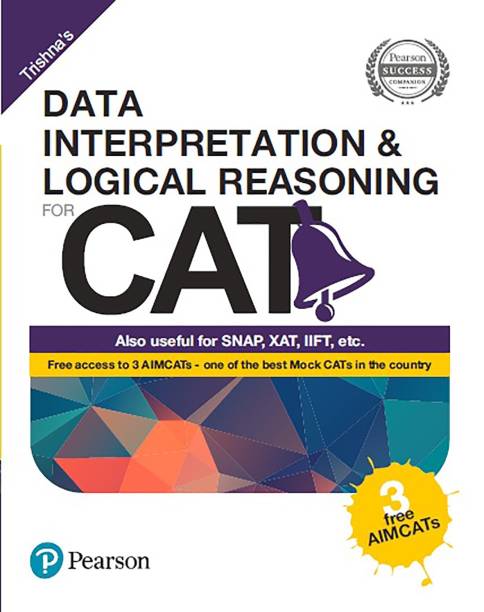 Trishna's
Pearson
SUCCESS
COMPANION
DATA
INTERPRETATION &
LOGICAL REASONING
FOR
CAT
Also useful for SNAP, XAT, IIFT, etc.
Free access to 3 AIMCATs - one of the best Mock CATs in the country
3
free
AIMCATs
Pearson